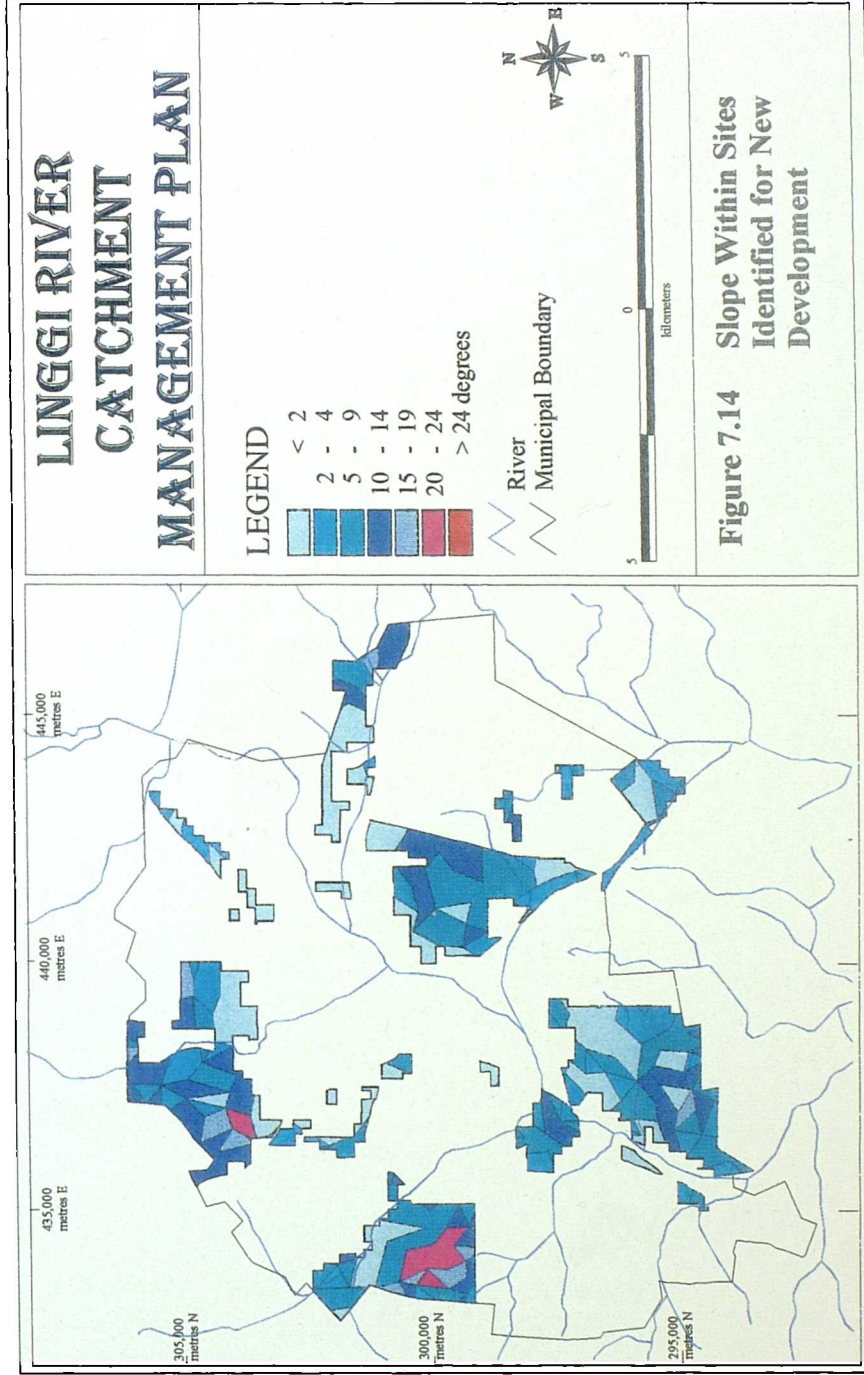 LINGGI RIVER
CATCHMENT
MANAGEMENT PLAN
LEGEND
< 2
2 - 4
5 - 9
10 - 14
15 - 19
20 - 24
> 24 degrees
River
Municipal Boundary
N
W
E
S
5
0
5
kilometers
Figure 7.14 Slope Within Sites
Identified for New
Development
435,000
metres E
440,000
metres E
445,000
metres E
305,000
metres N
300,000
metres N
295,000
metres N